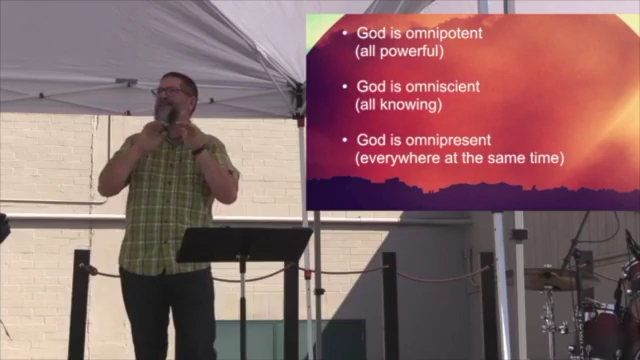 • God is omnipotent
(all powerful)
• God is omniscient
(all knowing)
• God is omnipresent
(everywhere at the same time)